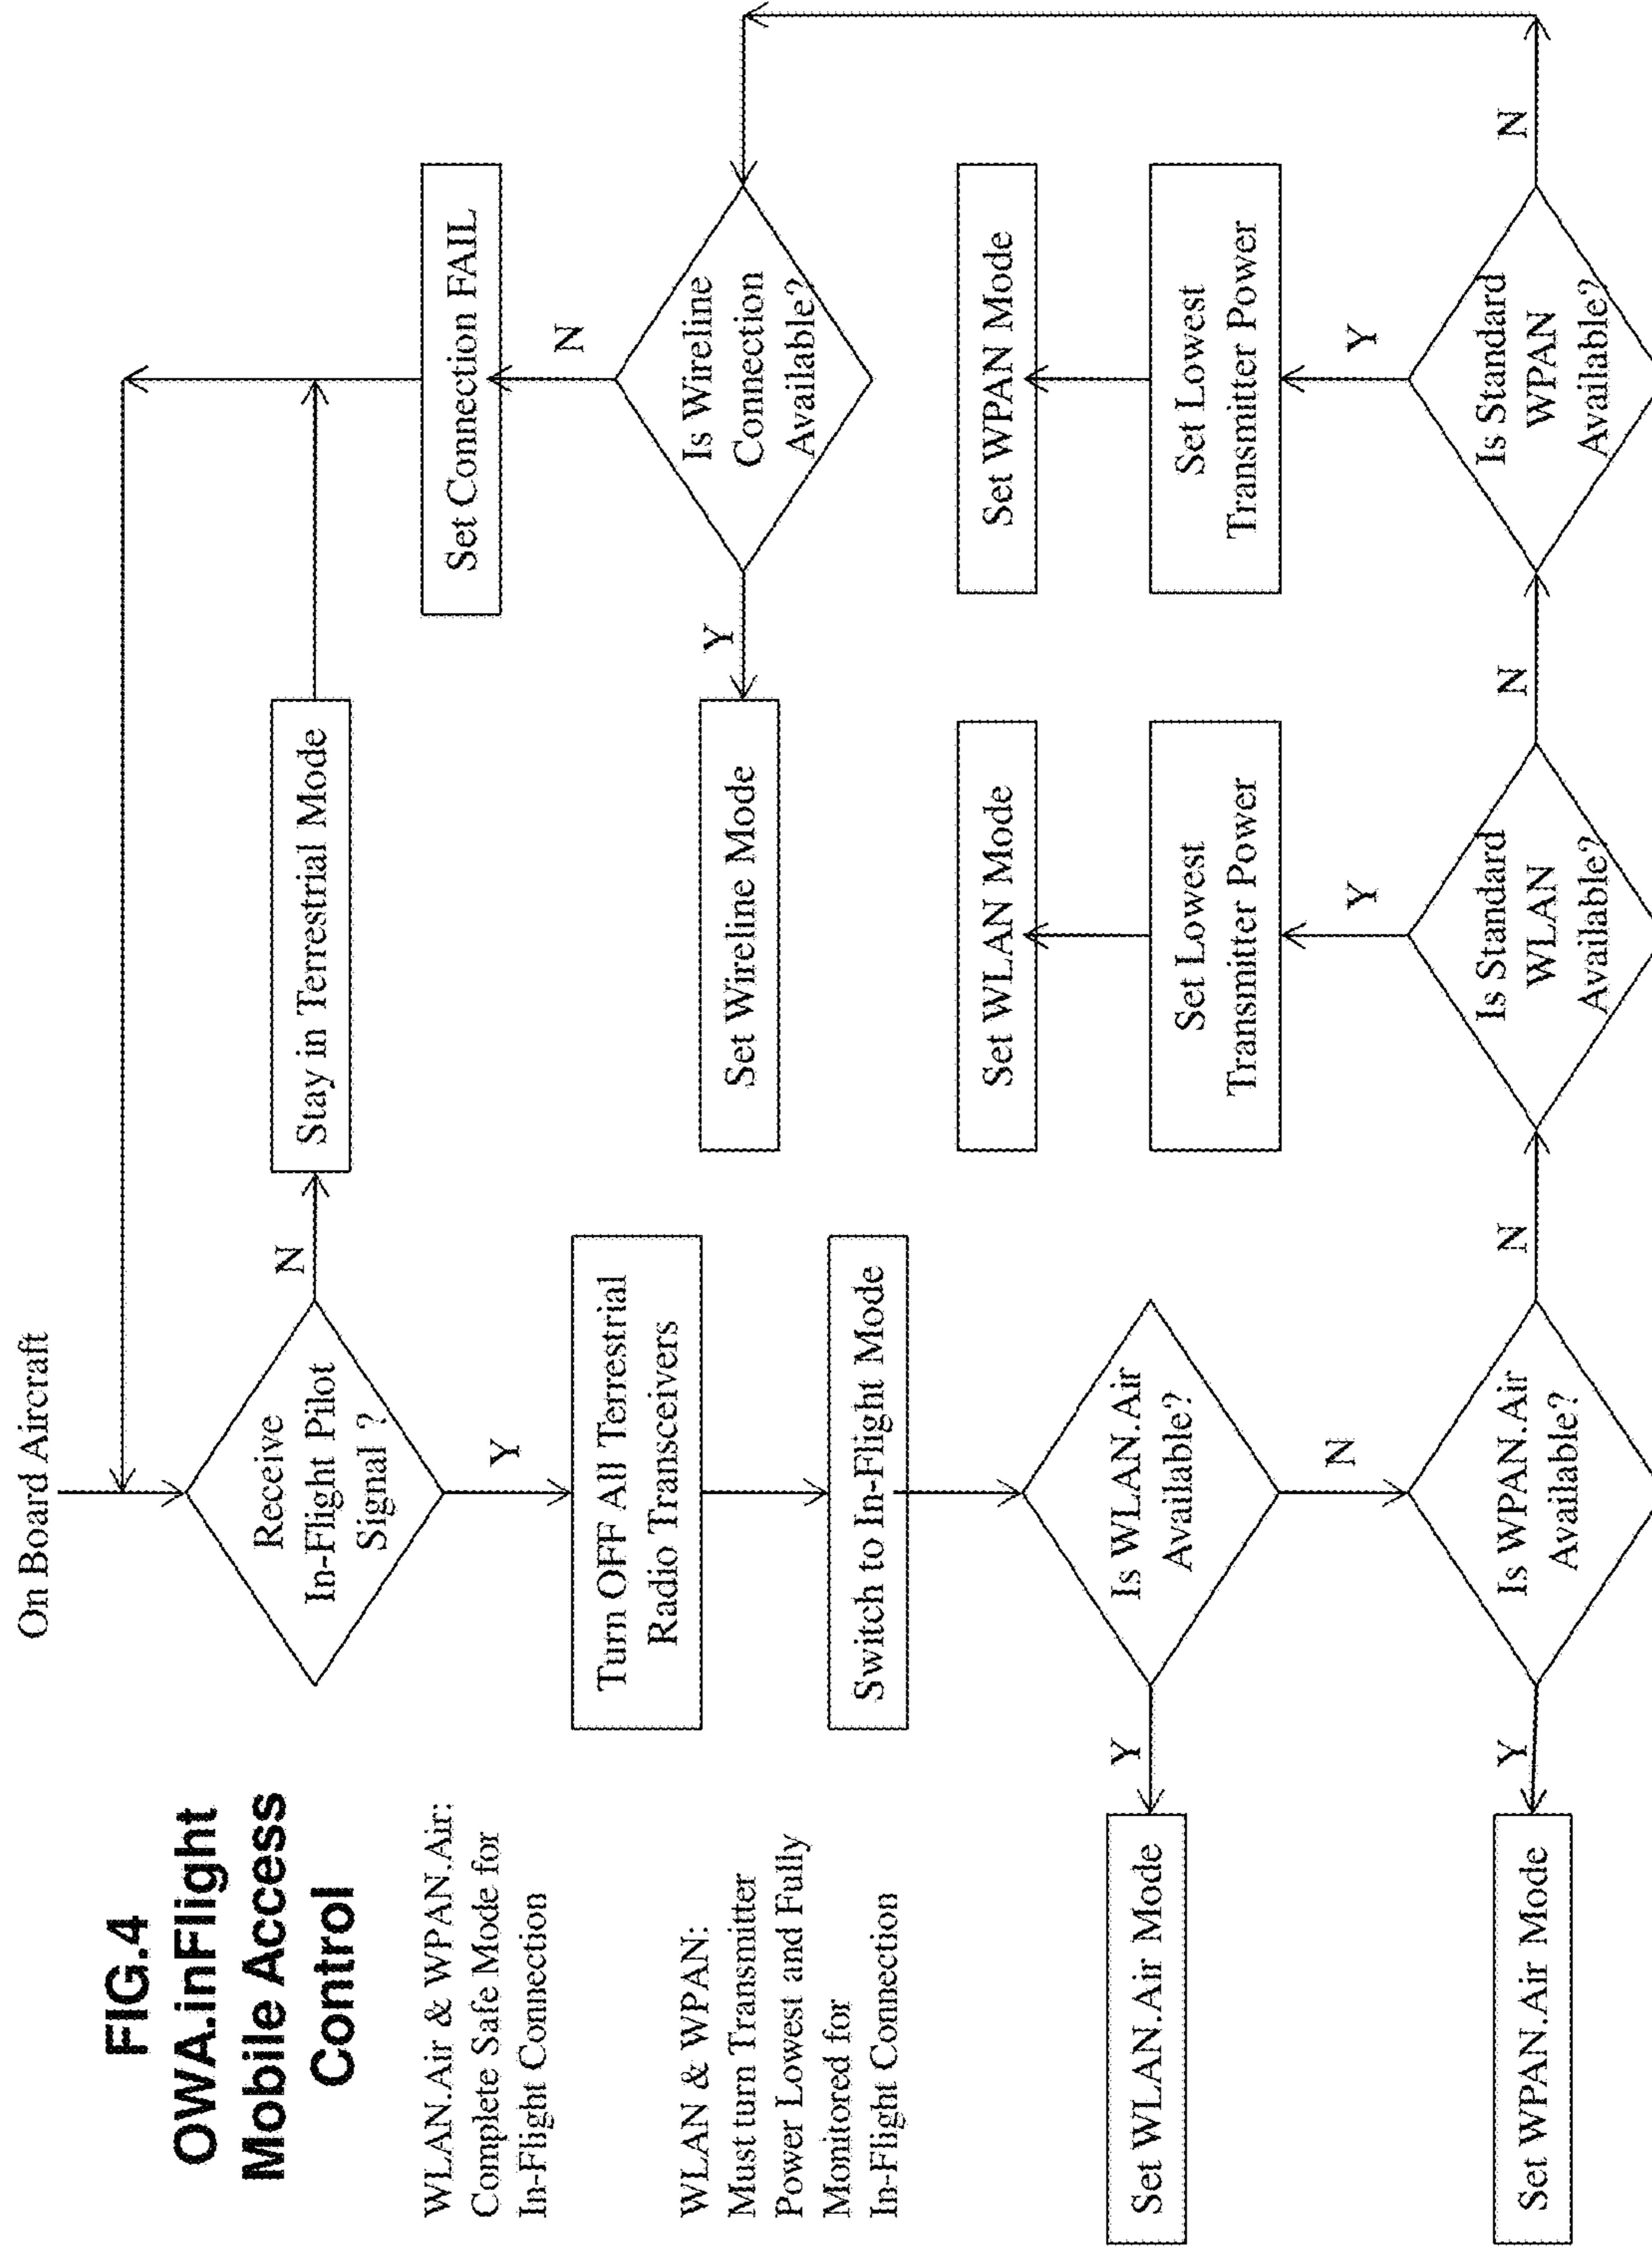 FIG.4
OWA.inFlight
Mobile Access
Control
WLAN.Air & WPAN.Air:
Complete Safe Mode for
In-Flight Connection
WLAN & WPAN:
Must turn Transmitter
Power Lowest and Fully
Monitored for
In-Flight Connection
On Board Aircraft
Receive
In-Flight Pilot
Signal ?
N
Stay in Terrestrial Mode
Y
Turn OFF All Terrestrial
Radio Transceivers
Switch to In-Flight Mode
Is WLAN.Air
Available?
Y
Set WLAN.Air Mode
N
Is WPAN.Air
Available?
Y
Set WPAN.Air Mode
N
Is Standard
WLAN
Available?
Y
Set Lowest
Transmitter Power
Set WLAN Mode
N
Is Standard
WPAN
Available?
Y
Set Lowest
Transmitter Power
Set WPAN Mode
N
Is Wireline
Connection
Available?
Y
Set Wireline Mode
N
Set Connection FAIL